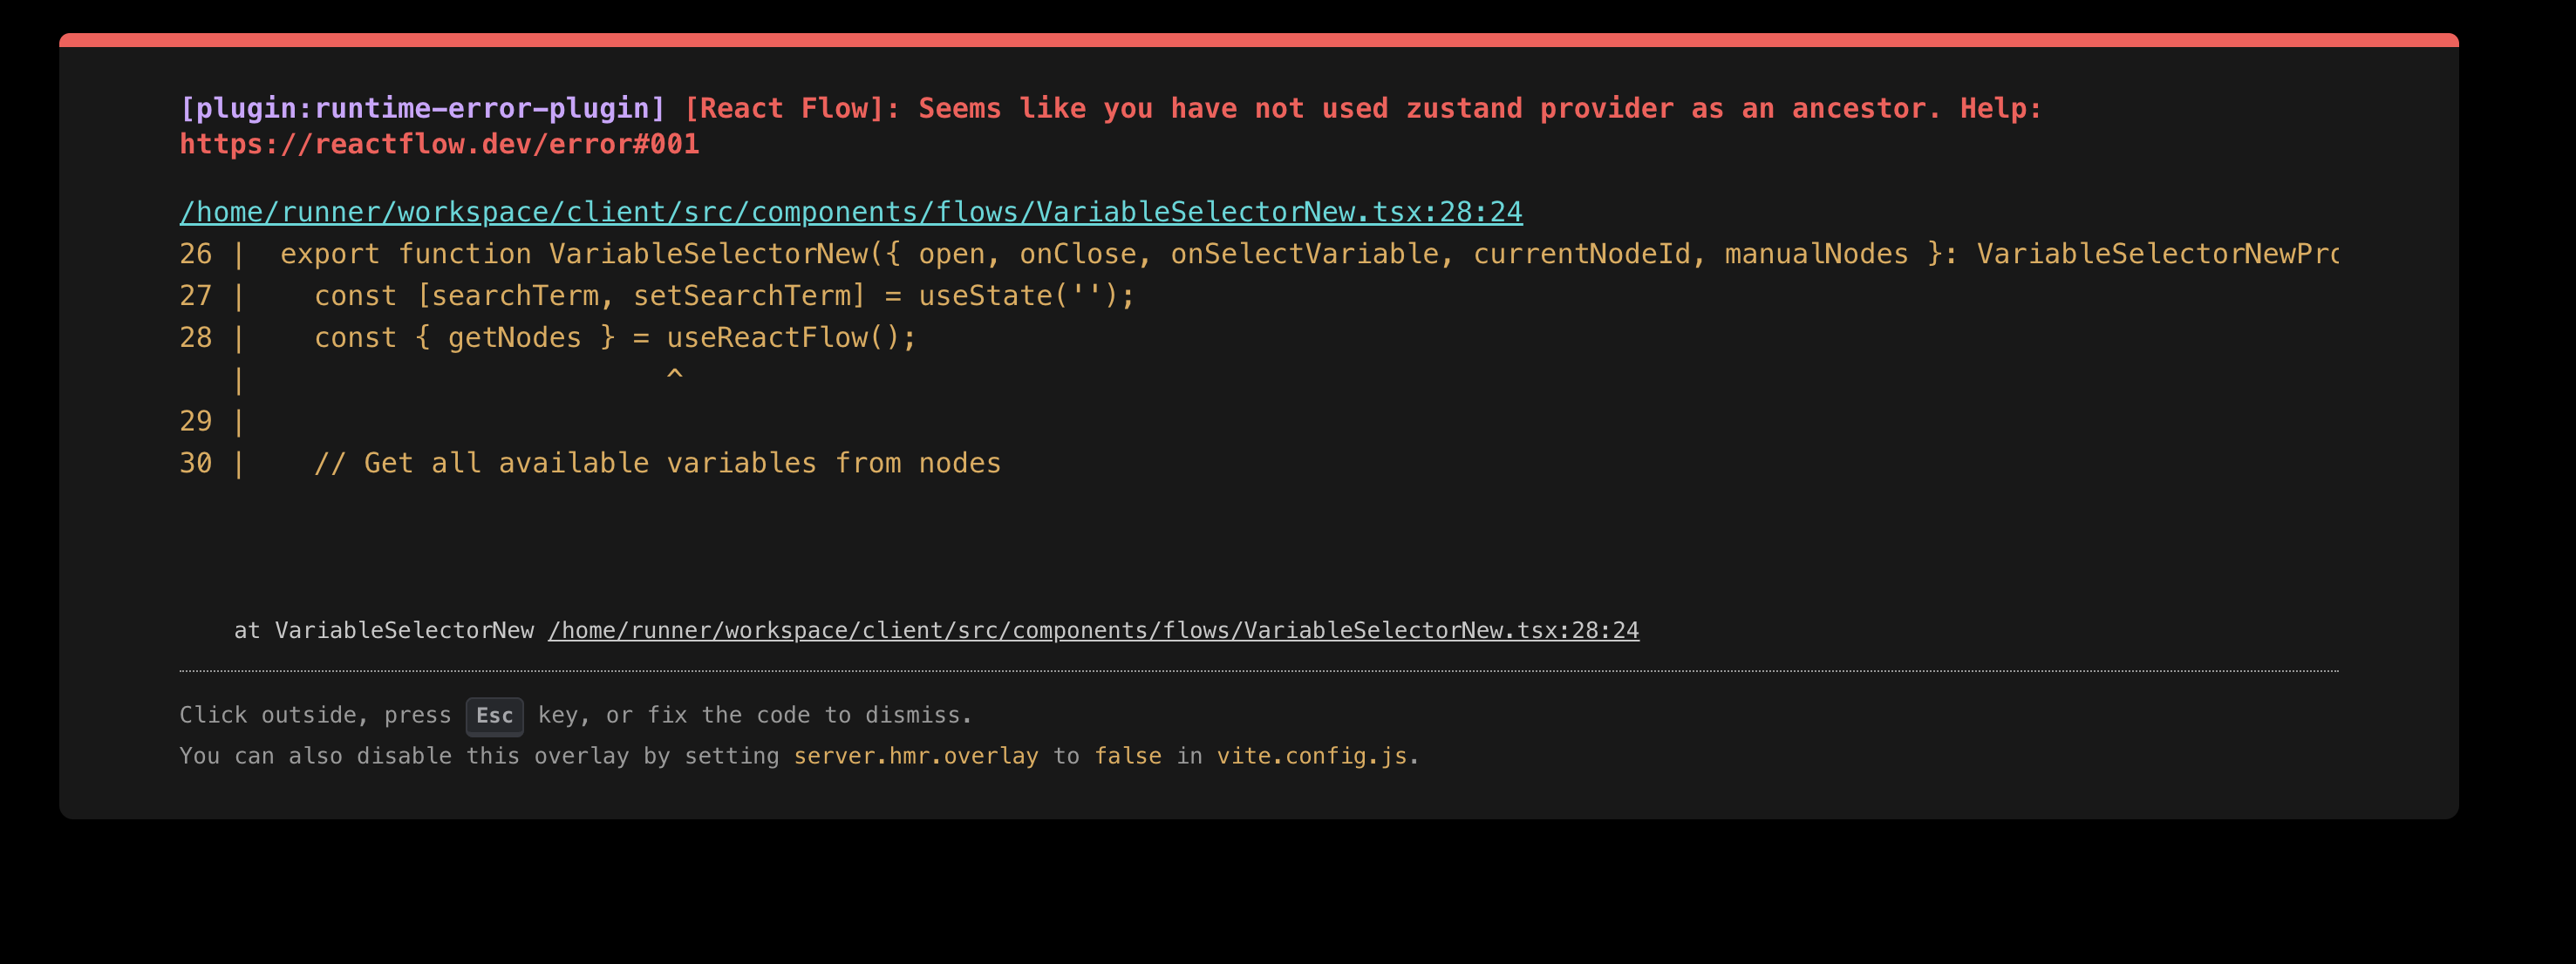 [plugin:runtime-error-plugin] [React Flow]: Seems like you have not used zustand provider as an ancestor. Help:
https://reactflow.dev/error#001
/home/runner/workspace/client/src/components/flows/VariableSelectorNew.tsx:28:24
26 |  export function VariableSelectorNew({ open, onClose, onSelectVariable, currentNodeId, manualNodes }: VariableSelectorNewPro
27 |    const [searchTerm, setSearchTerm] = useState('');
28 |    const { getNodes } = useReactFlow();
   |                         ^
29 |
30 |    // Get all available variables from nodes
at VariableSelectorNew /home/runner/workspace/client/src/components/flows/VariableSelectorNew.tsx:28:24
Click outside, press Esc key, or fix the code to dismiss.
You can also disable this overlay by setting server.hmr.overlay to false in vite.config.js.